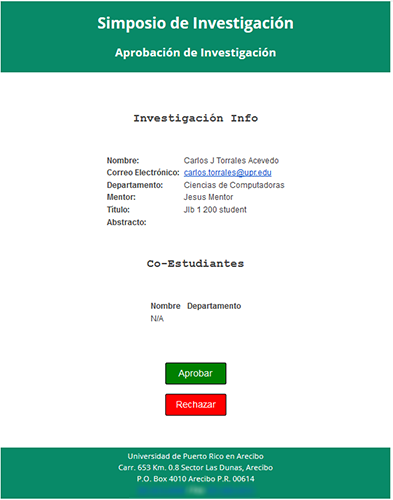 Simposio de Investigación
Aprobación de Investigación
Investigación Info
Nombre: Carlos J Torrales Acevedo
Correo Electrónico: carlos.torrales@upr.edu
Departamento: Ciencias de Computadoras
Mentor: Jesus Mentor
Titulo: Jlb 1 200 student
Abstracto:
Co-Estudiantes
Nombre Departamento
N/A
Aprobar
Rechazar
Universidad de Puerto Rico en Arecibo
Carr. 653 Km. 0.8 Sector Las Dunas, Arecibo
P.O. Box 4010 Arecibo P.R. 00614